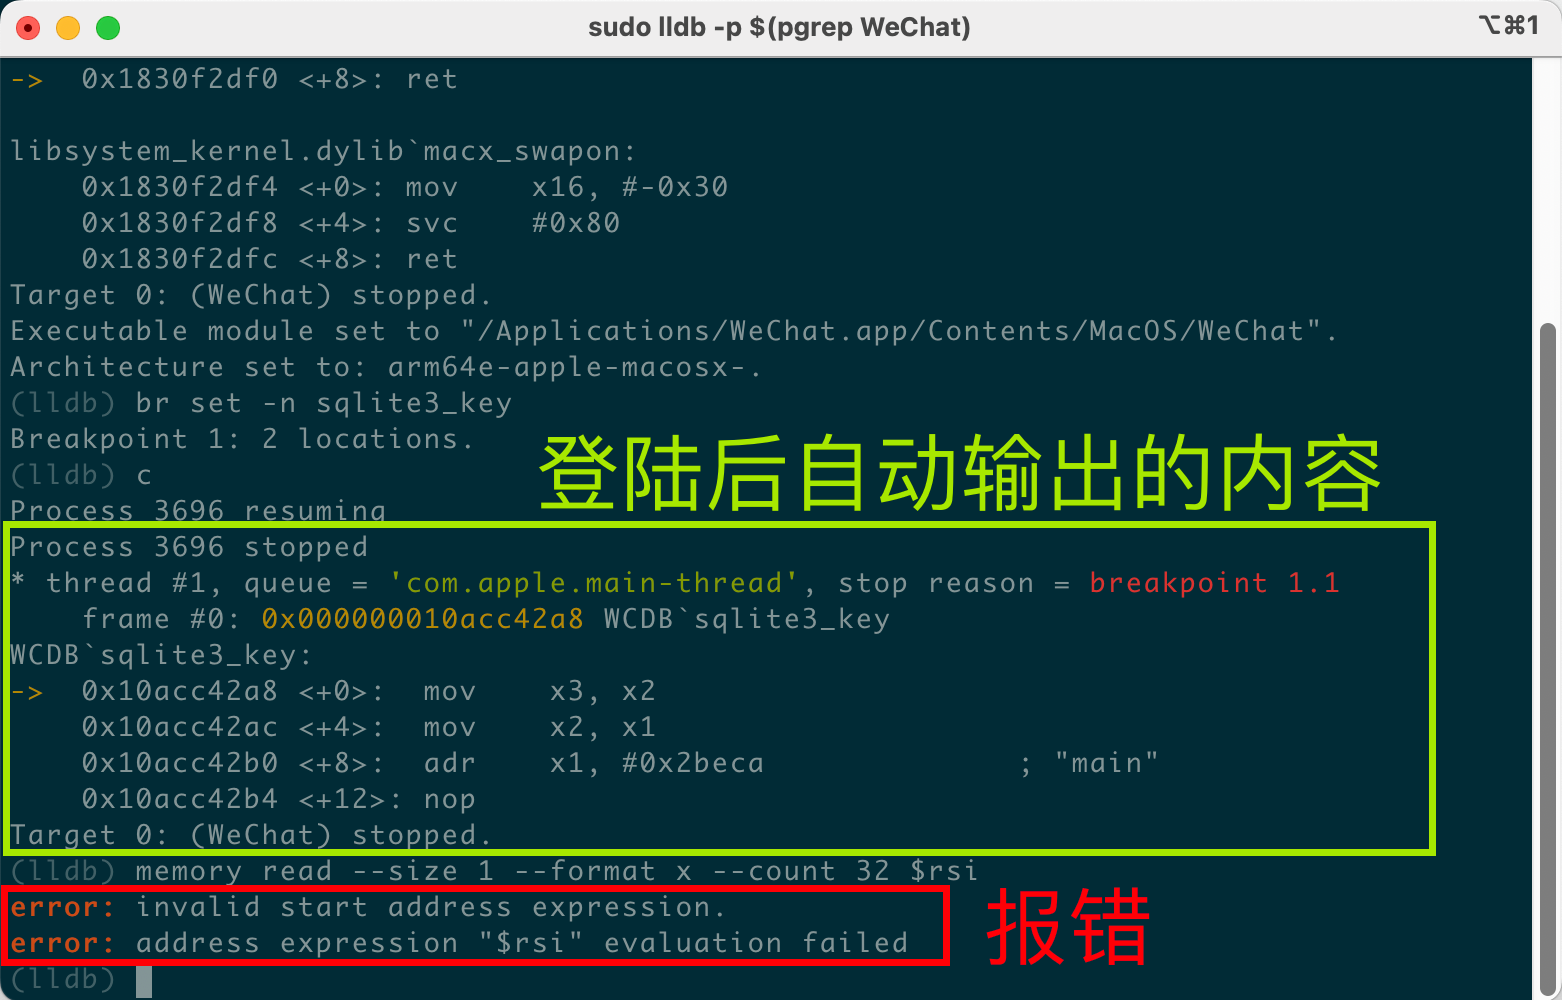 sudo lldb -p $(pgrep WeChat)
⌥⌘1
->  0x1830f2df0 <+8>: ret
libsystem_kernel.dylib`macx_swapon:
    0x1830f2df4 <+0>: mov    x16, #-0x30
    0x1830f2df8 <+4>: svc    #0x80
    0x1830f2dfc <+8>: ret
Target 0: (WeChat) stopped.
Executable module set to "/Applications/WeChat.app/Contents/MacOS/WeChat".
Architecture set to: arm64e-apple-macosx-.
(lldb) br set -n sqlite3_key
Breakpoint 1: 2 locations.
(lldb) c
登陆后自动输出的内容
Process 3696 resuming
Process 3696 stopped
* thread #1, queue = 'com.apple.main-thread', stop reason = breakpoint 1.1
    frame #0: 0x000000010acc42a8 WCDB`sqlite3_key
WCDB`sqlite3_key:
->  0x10acc42a8 <+0>:  mov    x3, x2
    0x10acc42ac <+4>:  mov    x2, x1
    0x10acc42b0 <+8>:  adr    x1, #0x2beca              ; "main"
    0x10acc42b4 <+12>: nop
Target 0: (WeChat) stopped.
(lldb) memory read --size 1 --format x --count 32 $rsi
error: invalid start address expression.
error: address expression "$rsi" evaluation failed
报错
(lldb)